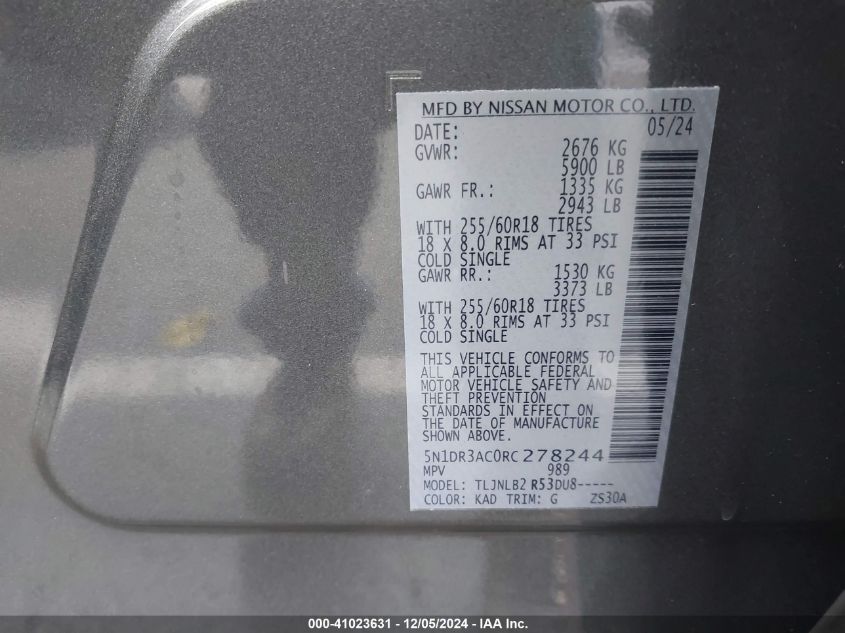 MFD BY NISSAN MOTOR CO., LTD.
DATE: 05/24
GVWR: 2676 KG
5900 LB
GAWR FR.: 1335 KG
2943 LB
WITH 255/60R18 TIRES
18 X 8.0 RIMS AT 33 PSI
COLD SINGLE
GAWR RR.: 1530 KG
3373 LB
WITH 255/60R18 TIRES
18 X 8.0 RIMS AT 33 PSI
COLD SINGLE
THIS VEHICLE CONFORMS TO
ALL APPLICABLE FEDERAL
MOTOR VEHICLE SAFETY AND
THEFT PREVENTION
STANDARDS IN EFFECT ON
THE DATE OF MANUFACTURE
SHOWN ABOVE.
5N1DR3AC0RC278244
MPV 989
MODEL: TLJNLB2 R53DU8-----
COLOR: KAD TRIM: G ZS30A
000-41023631 - 12/05/2024 - IAA Inc.